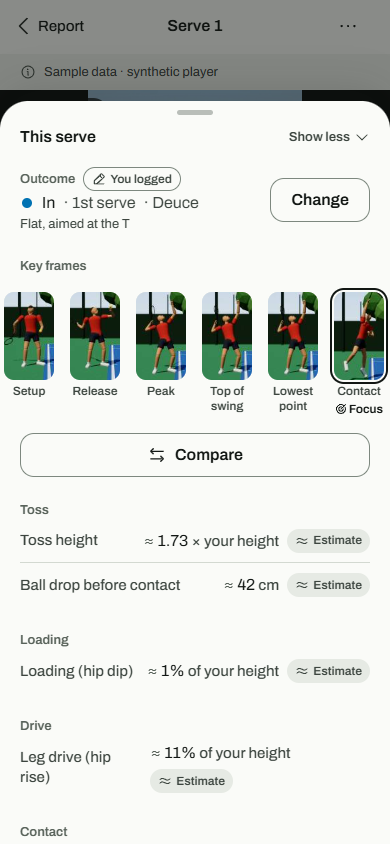 Report
Serve 1
Sample data · synthetic player
This serve
Show less
Outcome
You logged
In · 1st serve · Deuce
Flat, aimed at the T
Change
Key frames
Setup
Release
Peak
Top of
swing
Lowest
point
Contact
Focus
Compare
Toss
Toss height
≈ 1.73 × your height
≈ Estimate
Ball drop before contact
≈ 42 cm
≈ Estimate
Loading
Loading (hip dip)
≈ 1% of your height
≈ Estimate
Drive
Leg drive (hip
rise)
≈ 11% of your height
≈ Estimate
Contact